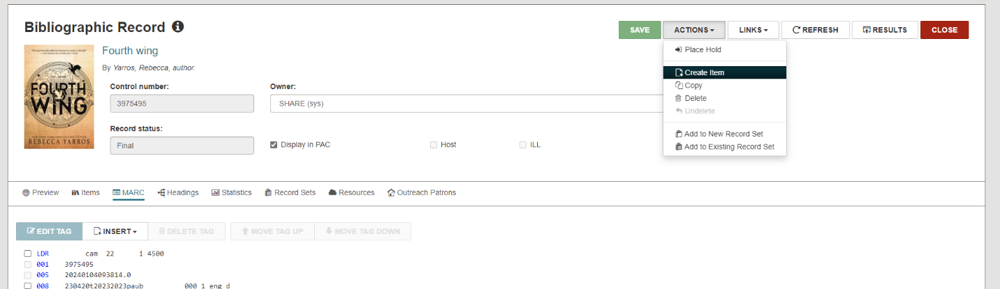 Bibliographic Record
SAVE ACTIONS LINKS REFRESH RESULTS CLOSE
Place Hold
Create Item
Copy
Delete
Undelete
Add to New Record Set
Add to Existing Record Set
Fourth wing
By Yarros, Rebecca, author.
FOURTH
WING
REBECCA YARROS
Control number: Owner:
3975495 SHARE (sys)
Record status:
Final Display in PAC Host ILL
Preview Items MARC Headings Statistics Record Sets Resources Outreach Patrons
EDIT TAG INSERT DELETE TAG MOVE TAG UP MOVE TAG DOWN
LDR cam 22 i 4500
001 3975495
005 20240104093814.0
008 230420t20232023paub 000 1 eng d